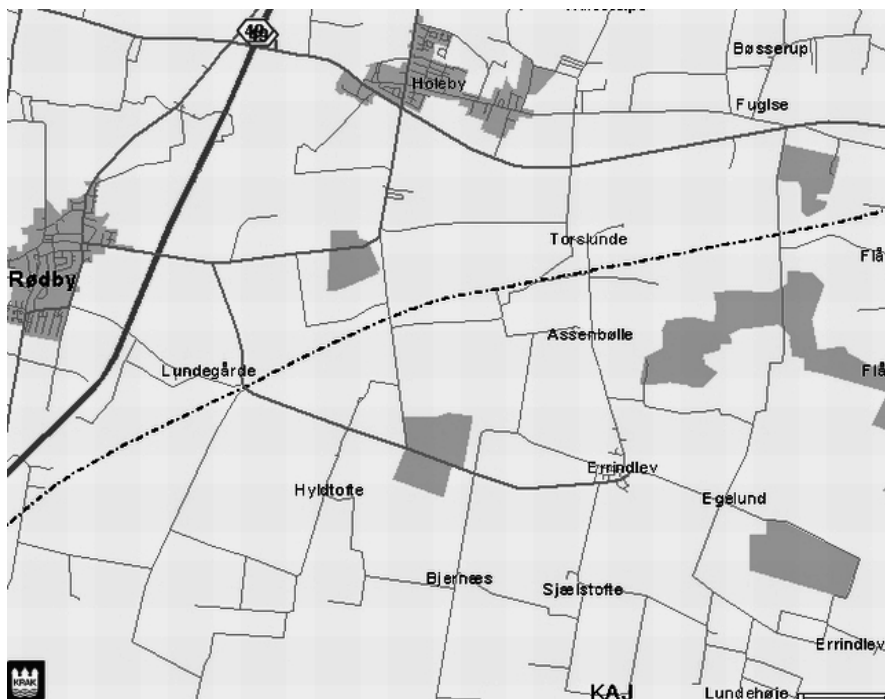 Bøsserup
Holeby
Fuglse
Torslunde
Rødby
Assenbølle
Lundegårde
Errindlev
Hyldtofte
Egelund
Bjernæs
Sjælstofte
Errindlev
KRAK
Lundehøje